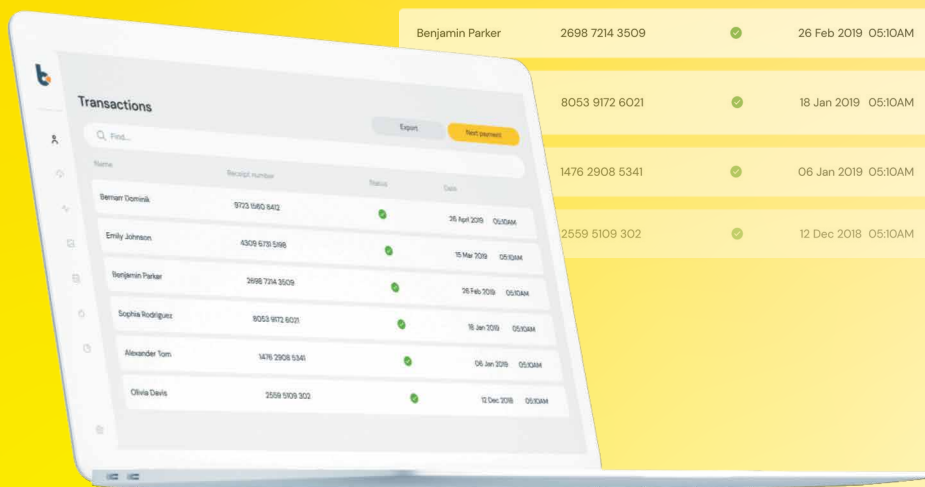 Benjamin Parker 2698 7214 3509 26 Feb 2019 05:10AM
8053 9172 6021 18 Jan 2019 05:10AM
1476 2908 5341 06 Jan 2019 05:10AM
2559 5109 302 12 Dec 2018 05:10AM
b
Transactions
Export Next payment
Find...
Name Receipt number Status Date
Bernarr Dominik 9723 1560 8412 26 April 2019 05:10AM
Emily Johnson 4309 6731 5198 15 Mar 2019 05:10AM
Benjamin Parker 2698 7214 3509 26 Feb 2019 05:10AM
Sophia Rodriguez 8053 9172 6021 18 Jan 2019 05:10AM
Alexander Tom 1476 2908 5341 06 Jan 2019 05:10AM
Olivia Davis 2559 5109 302 12 Dec 2018 05:10AM